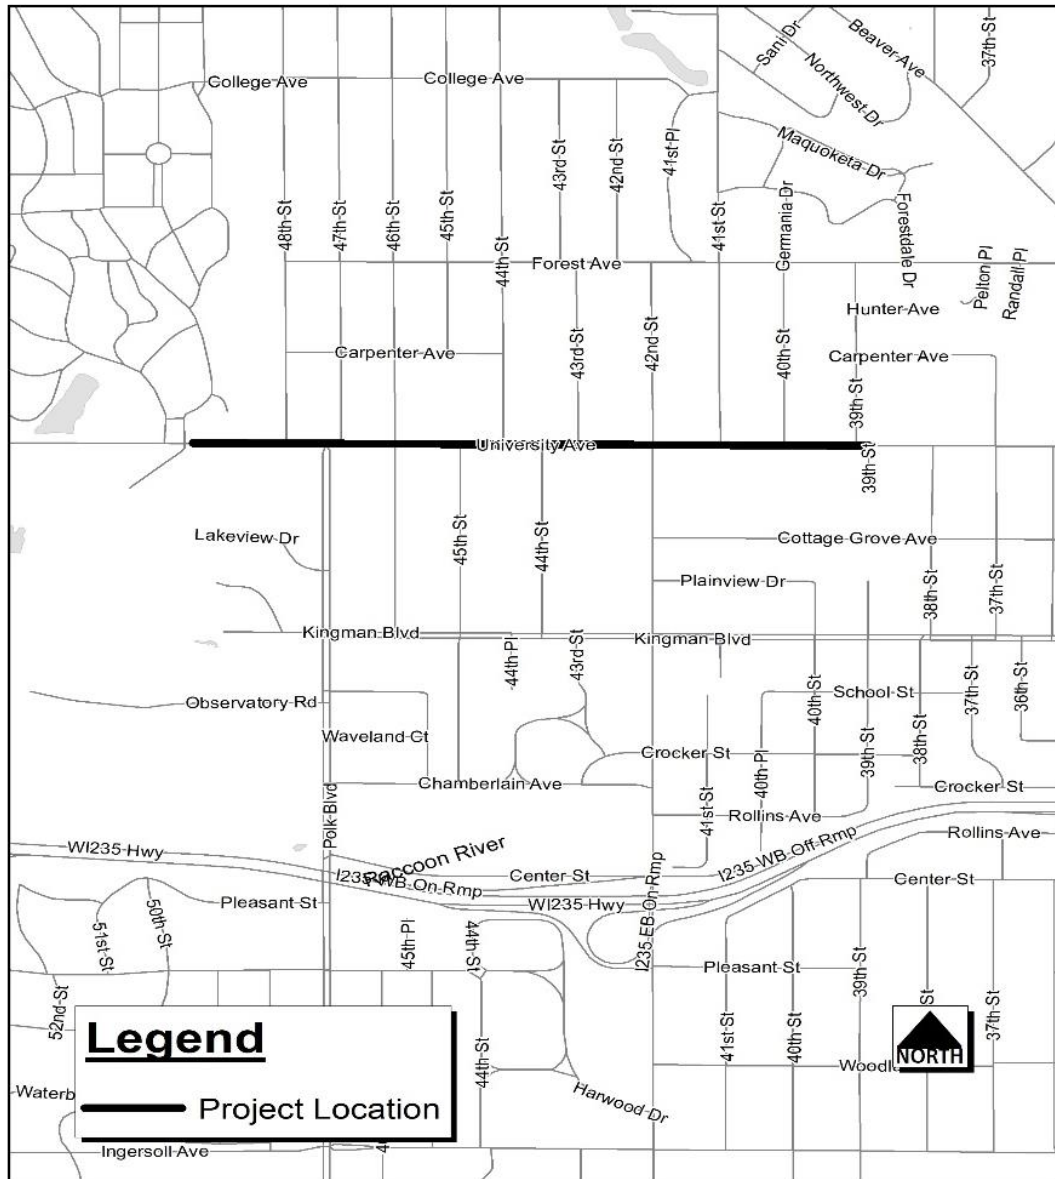 Sani Dr
Beaver Ave
37th St
Northwest Dr
College Ave
College Ave
43rd St
42nd St
41st Pl
Maquoketa Dr
48th St
47th St
46th St
45th St
44th St
41st St
Germania Dr
Forestdale Dr
Forest Ave
Pelton Pl
Randall Pl
Hunter Ave
Carpenter Ave
43rd St
42nd St
40th St
39th St
Carpenter Ave
University Ave
39th St
Lakeview Dr
45th St
44th St
Cottage Grove Ave
Plainview Dr
38th St
37th St
Kingman Blvd
Kingman Blvd
44th Pl
43rd St
Observatory Rd
40th St
School St
37th St
36th St
Waveland Ct
Crocker St
40th Pl
39th St
38th St
Chamberlain Ave
Crocker St
Polk Blvd
41st St
Rollins Ave
Rollins Ave
WI235 Hwy
Raccoon River
I235 WB Off Rmp
I235 WB On Rmp
Center St
Center St
WI235 Hwy
Pleasant St
51st St
50th St
45th Pl
44th St
I235 EB On Rmp
Pleasant St
39th St
52nd St
St
37th St
Legend
44th St
41st St
40th St
NORTH
Project Location
Harwood Dr
Ingersoll Ave